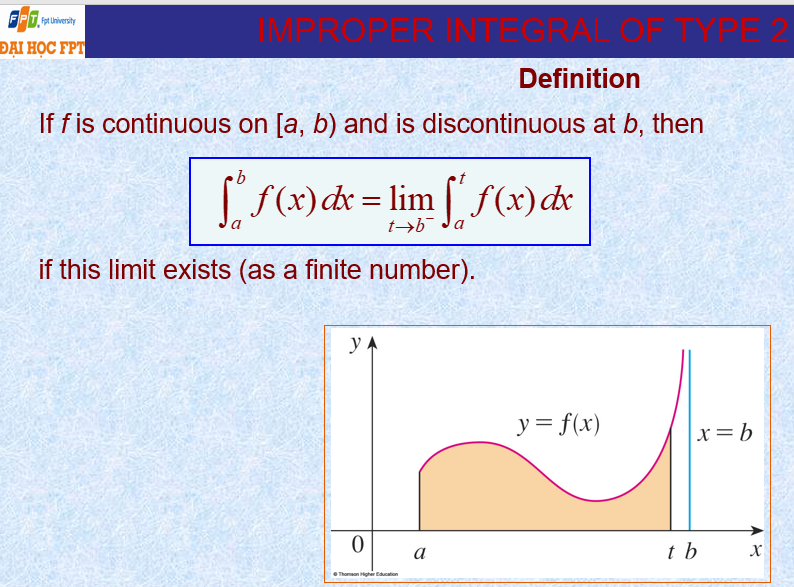 FPT. Fpt University
ĐẠI HỌC FPT
IMPROPER INTEGRAL OF TYPE 2
Definition
If f is continuous on [a, b) and is discontinuous at b, then
∫_a^b f(x) dx = lim_{t→b⁻} ∫_a^t f(x) dx
if this limit exists (as a finite number).
y
y = f(x)
x = b
0 a t b x
© Thomson Higher Education